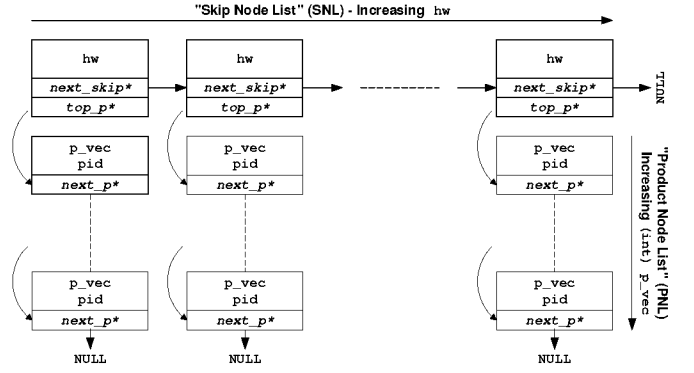 "Skip Node List" (SNL) - Increasing hw
hw hw hw
next_skip* next_skip* next_skip* NULL
top_p* top_p* top_p*
p_vec p_vec p_vec
pid pid pid
next_p* next_p* next_p*
"Product Node List" (PNL)
Increasing (int) p_vec
p_vec p_vec p_vec
pid pid pid
next_p* next_p* next_p*
NULL NULL NULL